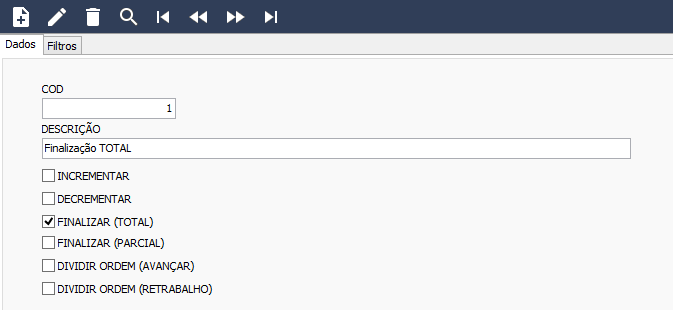 Dados Filtros
COD
1
DESCRIÇÃO
Finalização TOTAL
INCREMENTAR
DECREMENTAR
FINALIZAR (TOTAL)
FINALIZAR (PARCIAL)
DIVIDIR ORDEM (AVANÇAR)
DIVIDIR ORDEM (RETRABALHO)